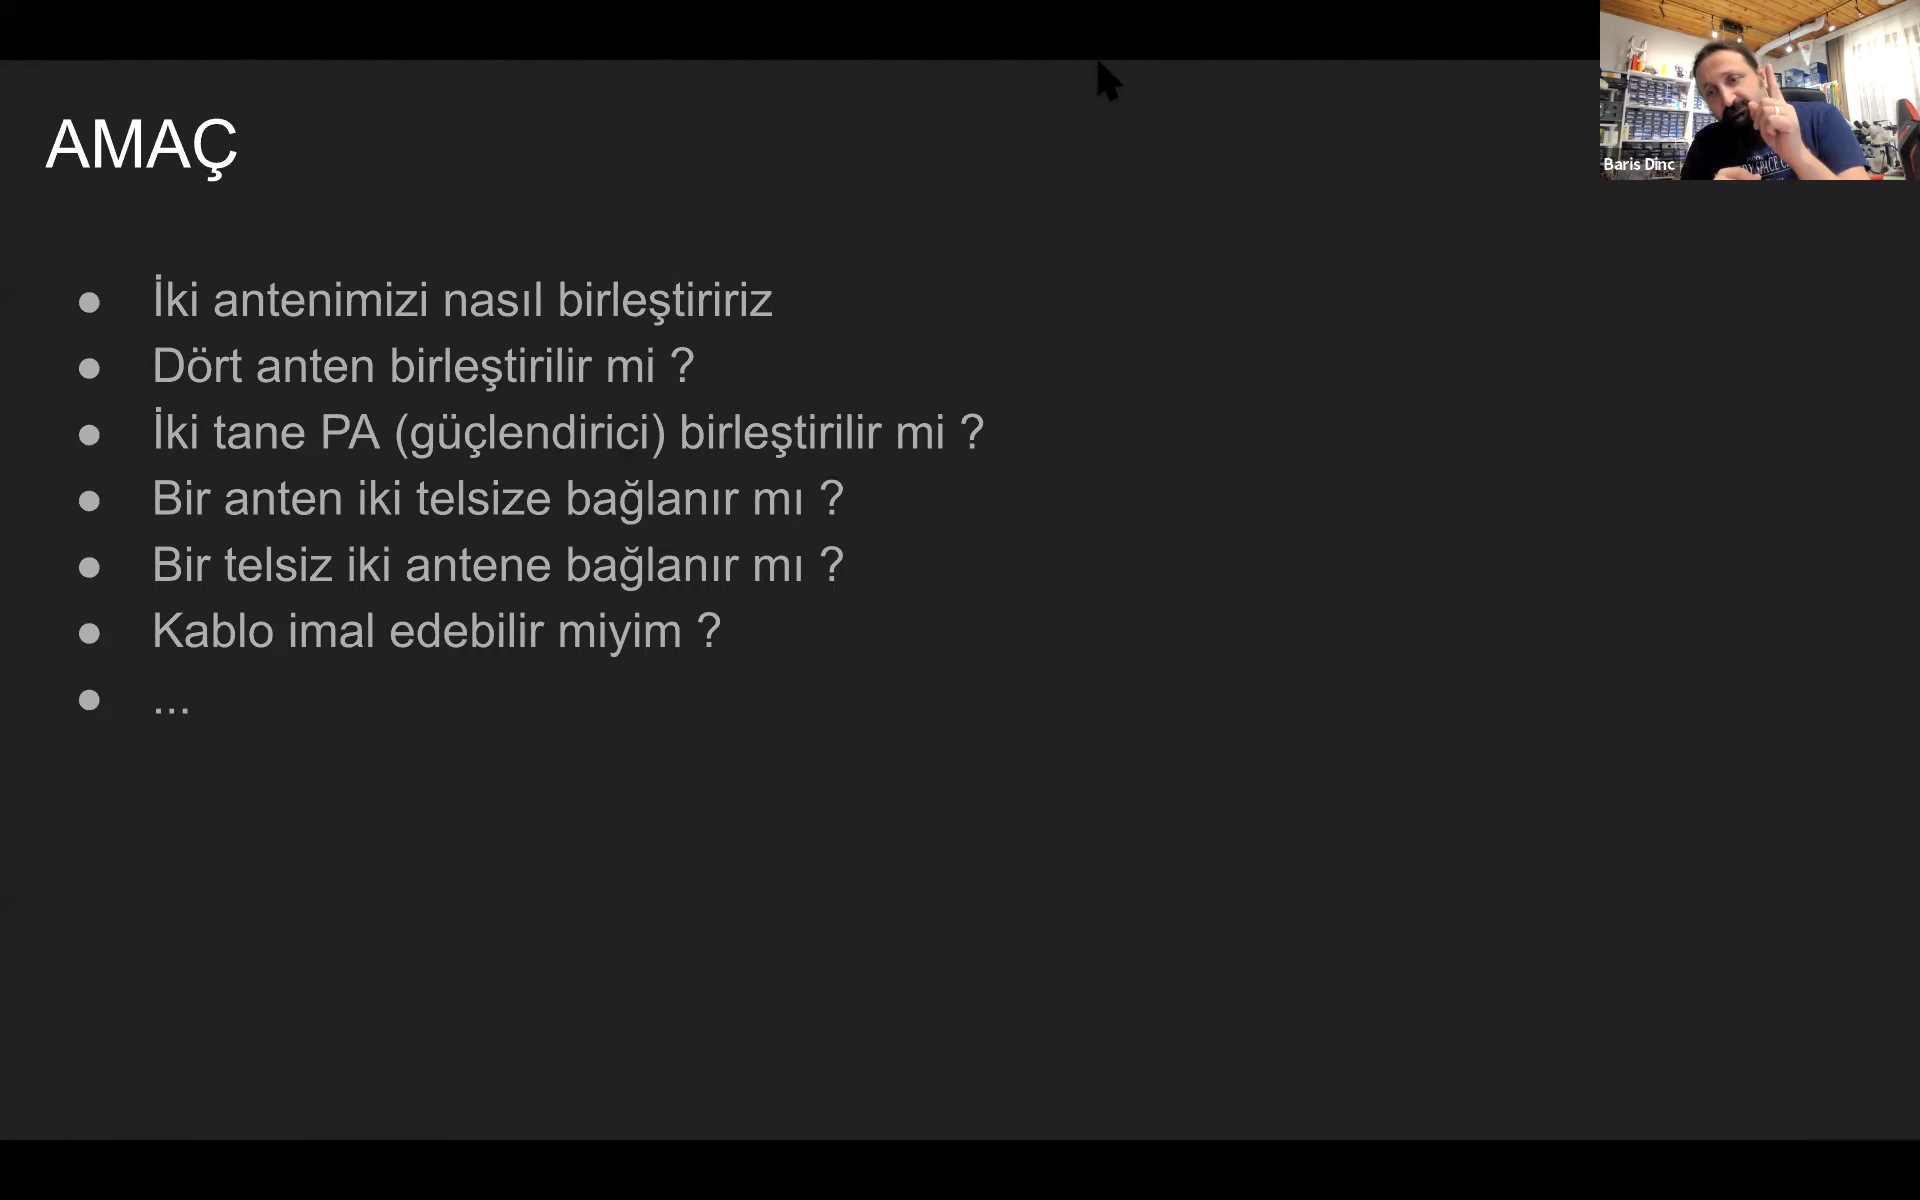 AMAÇ
● İki antenimizi nasıl birleştiririz
● Dört anten birleştirilir mi ?
● İki tane PA (güçlendirici) birleştirilir mi ?
● Bir anten iki telsize bağlanır mı ?
● Bir telsiz iki antene bağlanır mı ?
● Kablo imal edebilir miyim ?
● ...
Baris Dinc